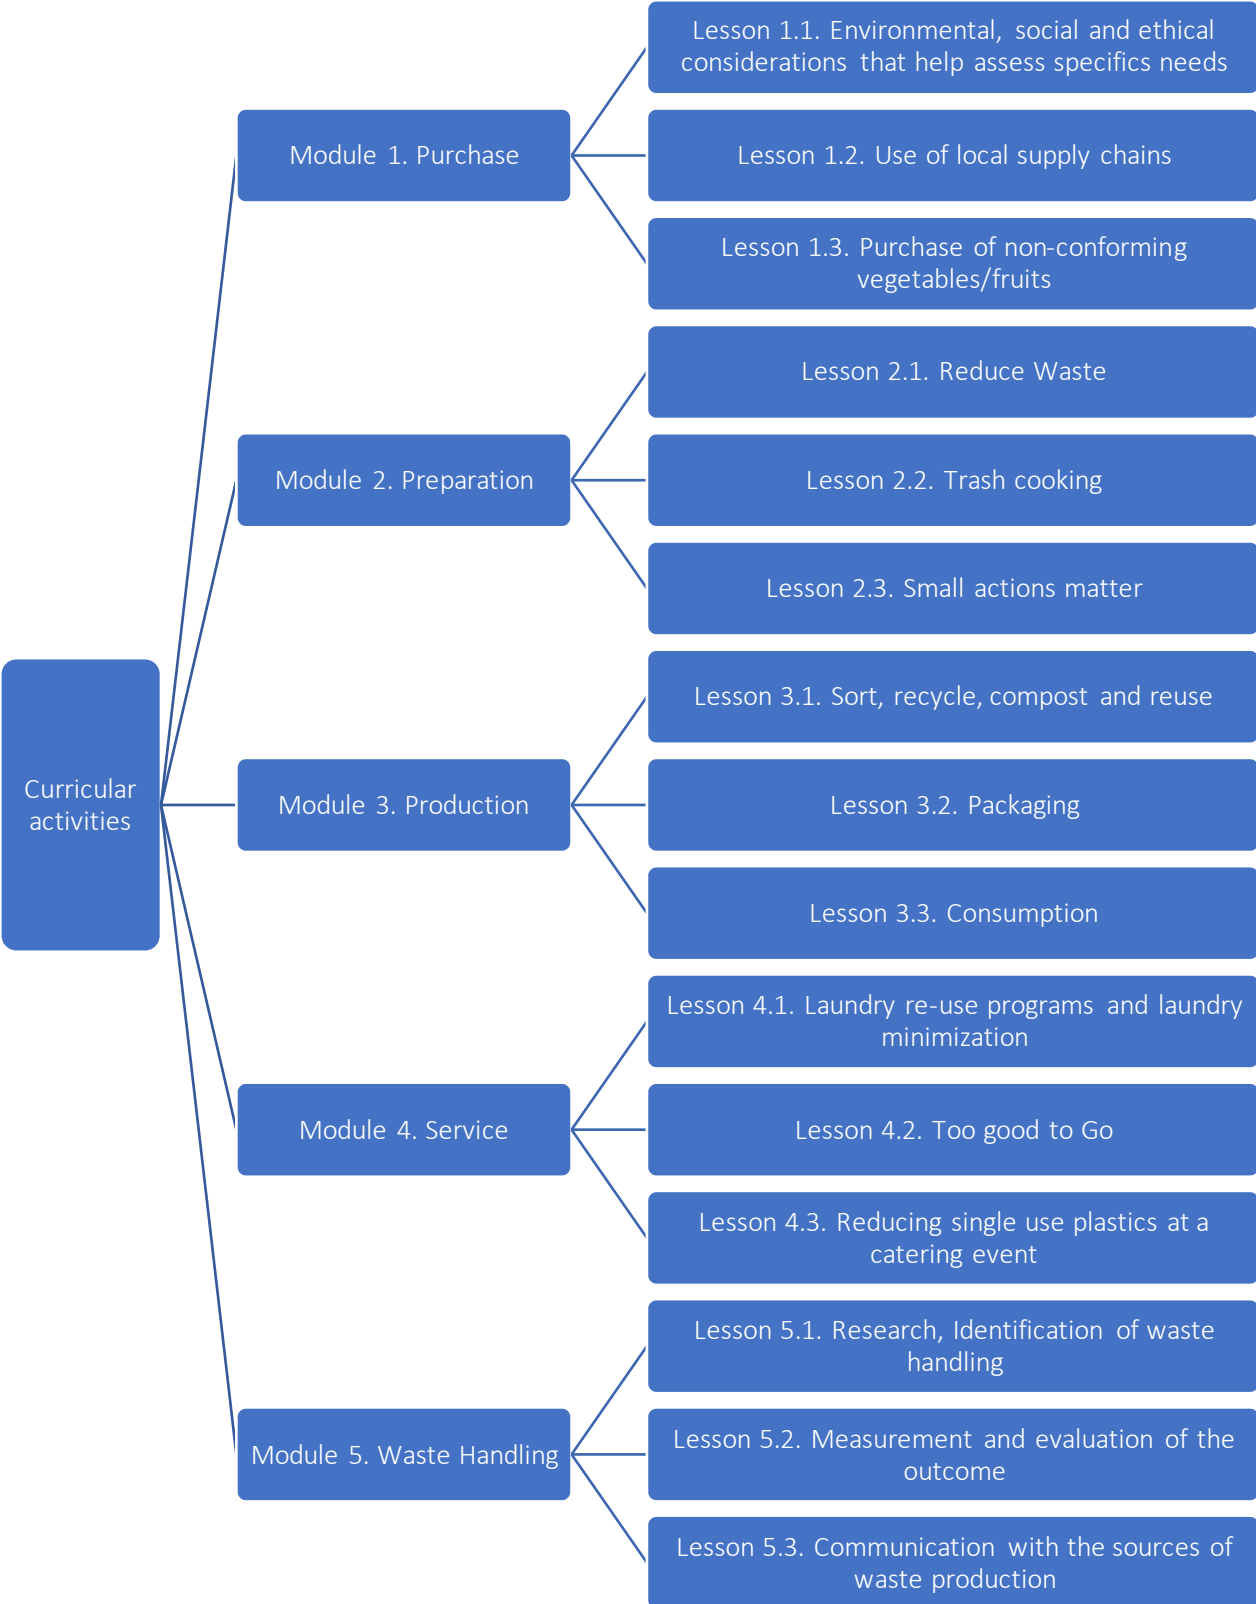 Curricular
activities
Module 1. Purchase
Lesson 1.1. Environmental, social and ethical
considerations that help assess specifics needs
Lesson 1.2. Use of local supply chains
Lesson 1.3. Purchase of non-conforming
vegetables/fruits
Module 2. Preparation
Lesson 2.1. Reduce Waste
Lesson 2.2. Trash cooking
Lesson 2.3. Small actions matter
Module 3. Production
Lesson 3.1. Sort, recycle, compost and reuse
Lesson 3.2. Packaging
Lesson 3.3. Consumption
Module 4. Service
Lesson 4.1. Laundry re-use programs and laundry
minimization
Lesson 4.2. Too good to Go
Lesson 4.3. Reducing single use plastics at a
catering event
Module 5. Waste Handling
Lesson 5.1. Research, Identification of waste
handling
Lesson 5.2. Measurement and evaluation of the
outcome
Lesson 5.3. Communication with the sources of
waste production